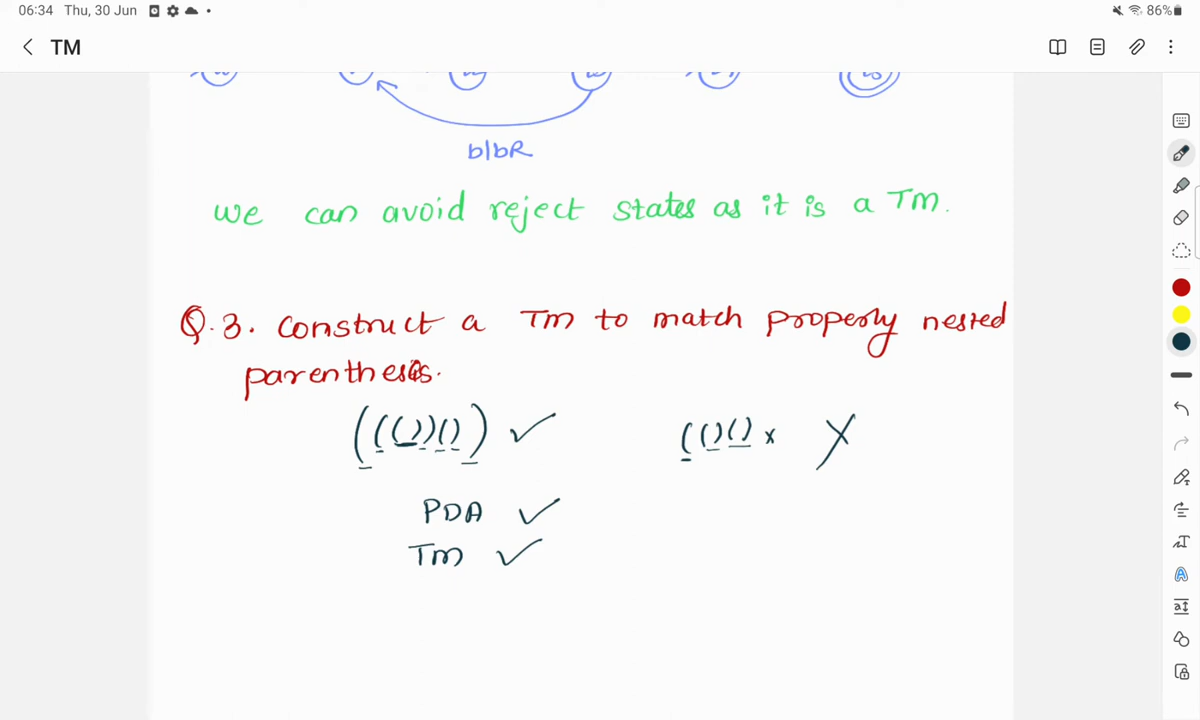 06:34 Thu, 30 Jun 86%
TM
b|bR
we can avoid reject states as it is a TM.
Q.3. construct a TM to match properly nested
parenthesis.
((())()) ✓ (()() x X
PDA ✓
TM ✓